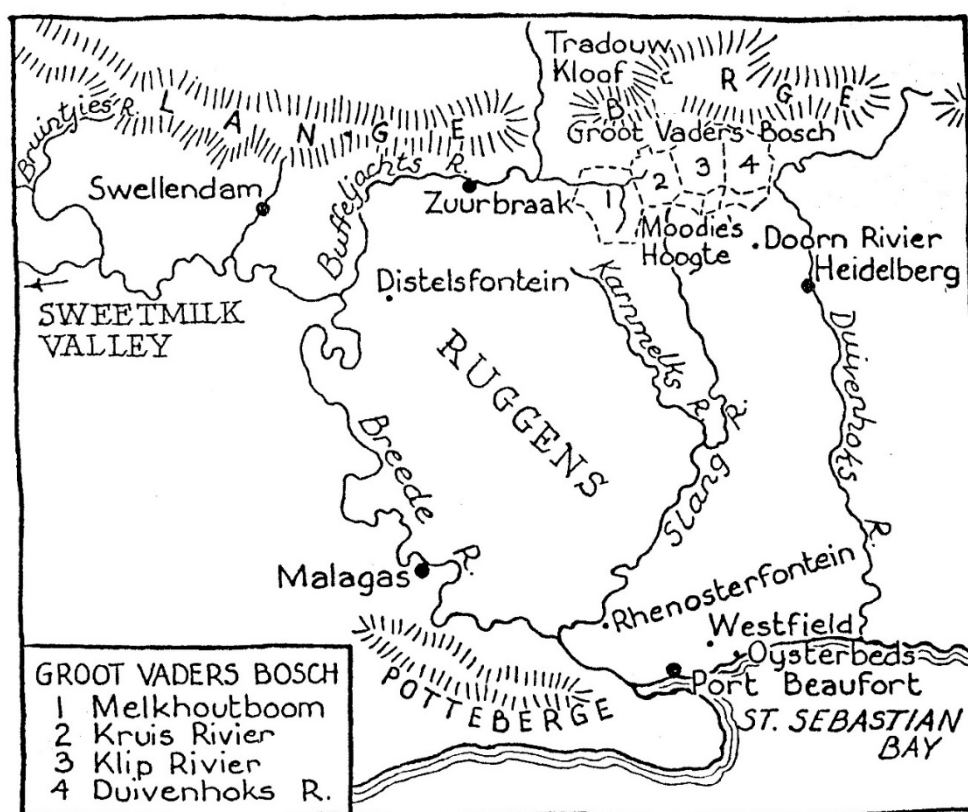 Tradouw
Kloof
LANGEBERGE
Groot Vaders Bosch
Bruintjies R.
Swellendam
Buffeljachts R.
Zuurbraak
1
2
3
4
Moodie's
Hoogte
Doorn Rivier
Heidelberg
Distelsfontein
SWEETMILK
VALLEY
Karnmelks R.
RUGGENS
Duivenhoks R.
Breede R.
Slang R.
Malagas
Rhenosterfontein
Westfield
Oysterbeds
Port Beaufort
POTTEBERGE
ST. SEBASTIAN
BAY
GROOT VADERS BOSCH
1 Melkhoutboom
2 Kruis Rivier
3 Klip Rivier
4 Duivenhoks R.